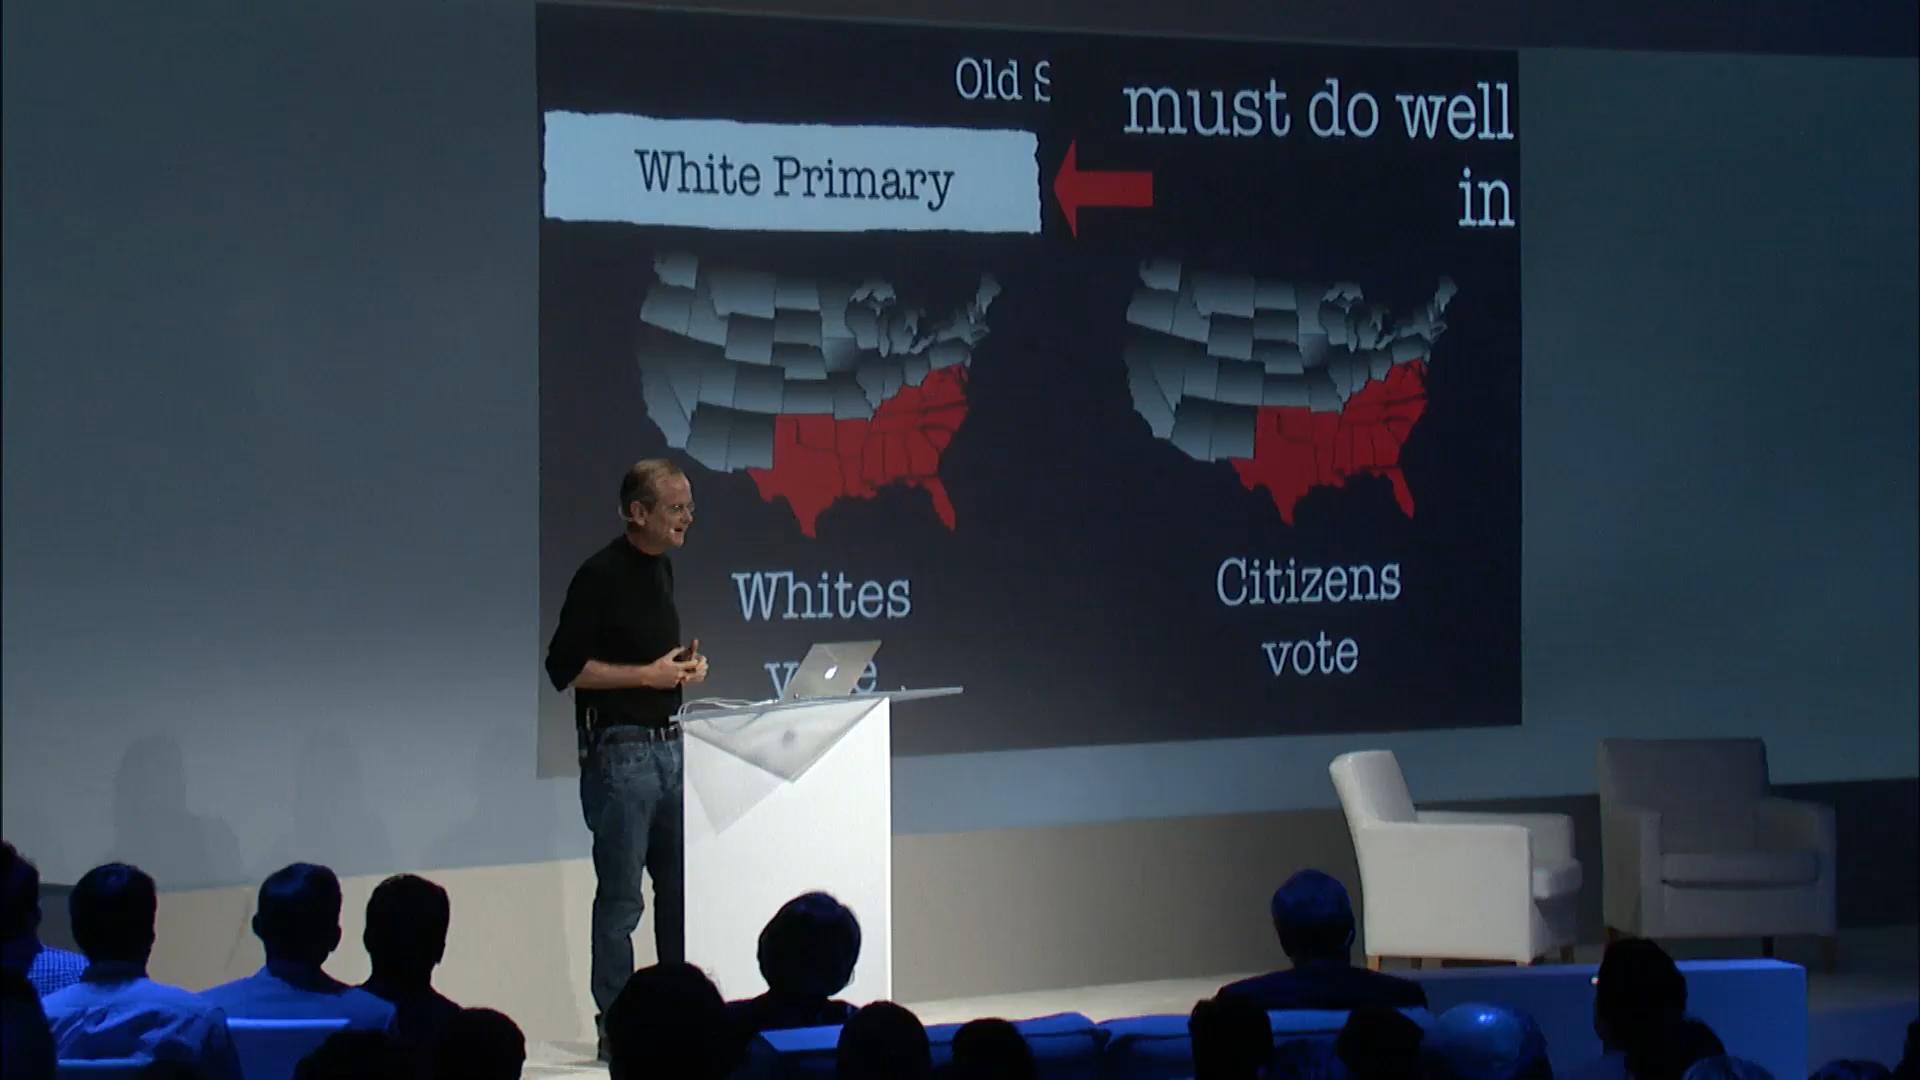 Old S
White Primary
must do well
in
Whites
Citizens
vote